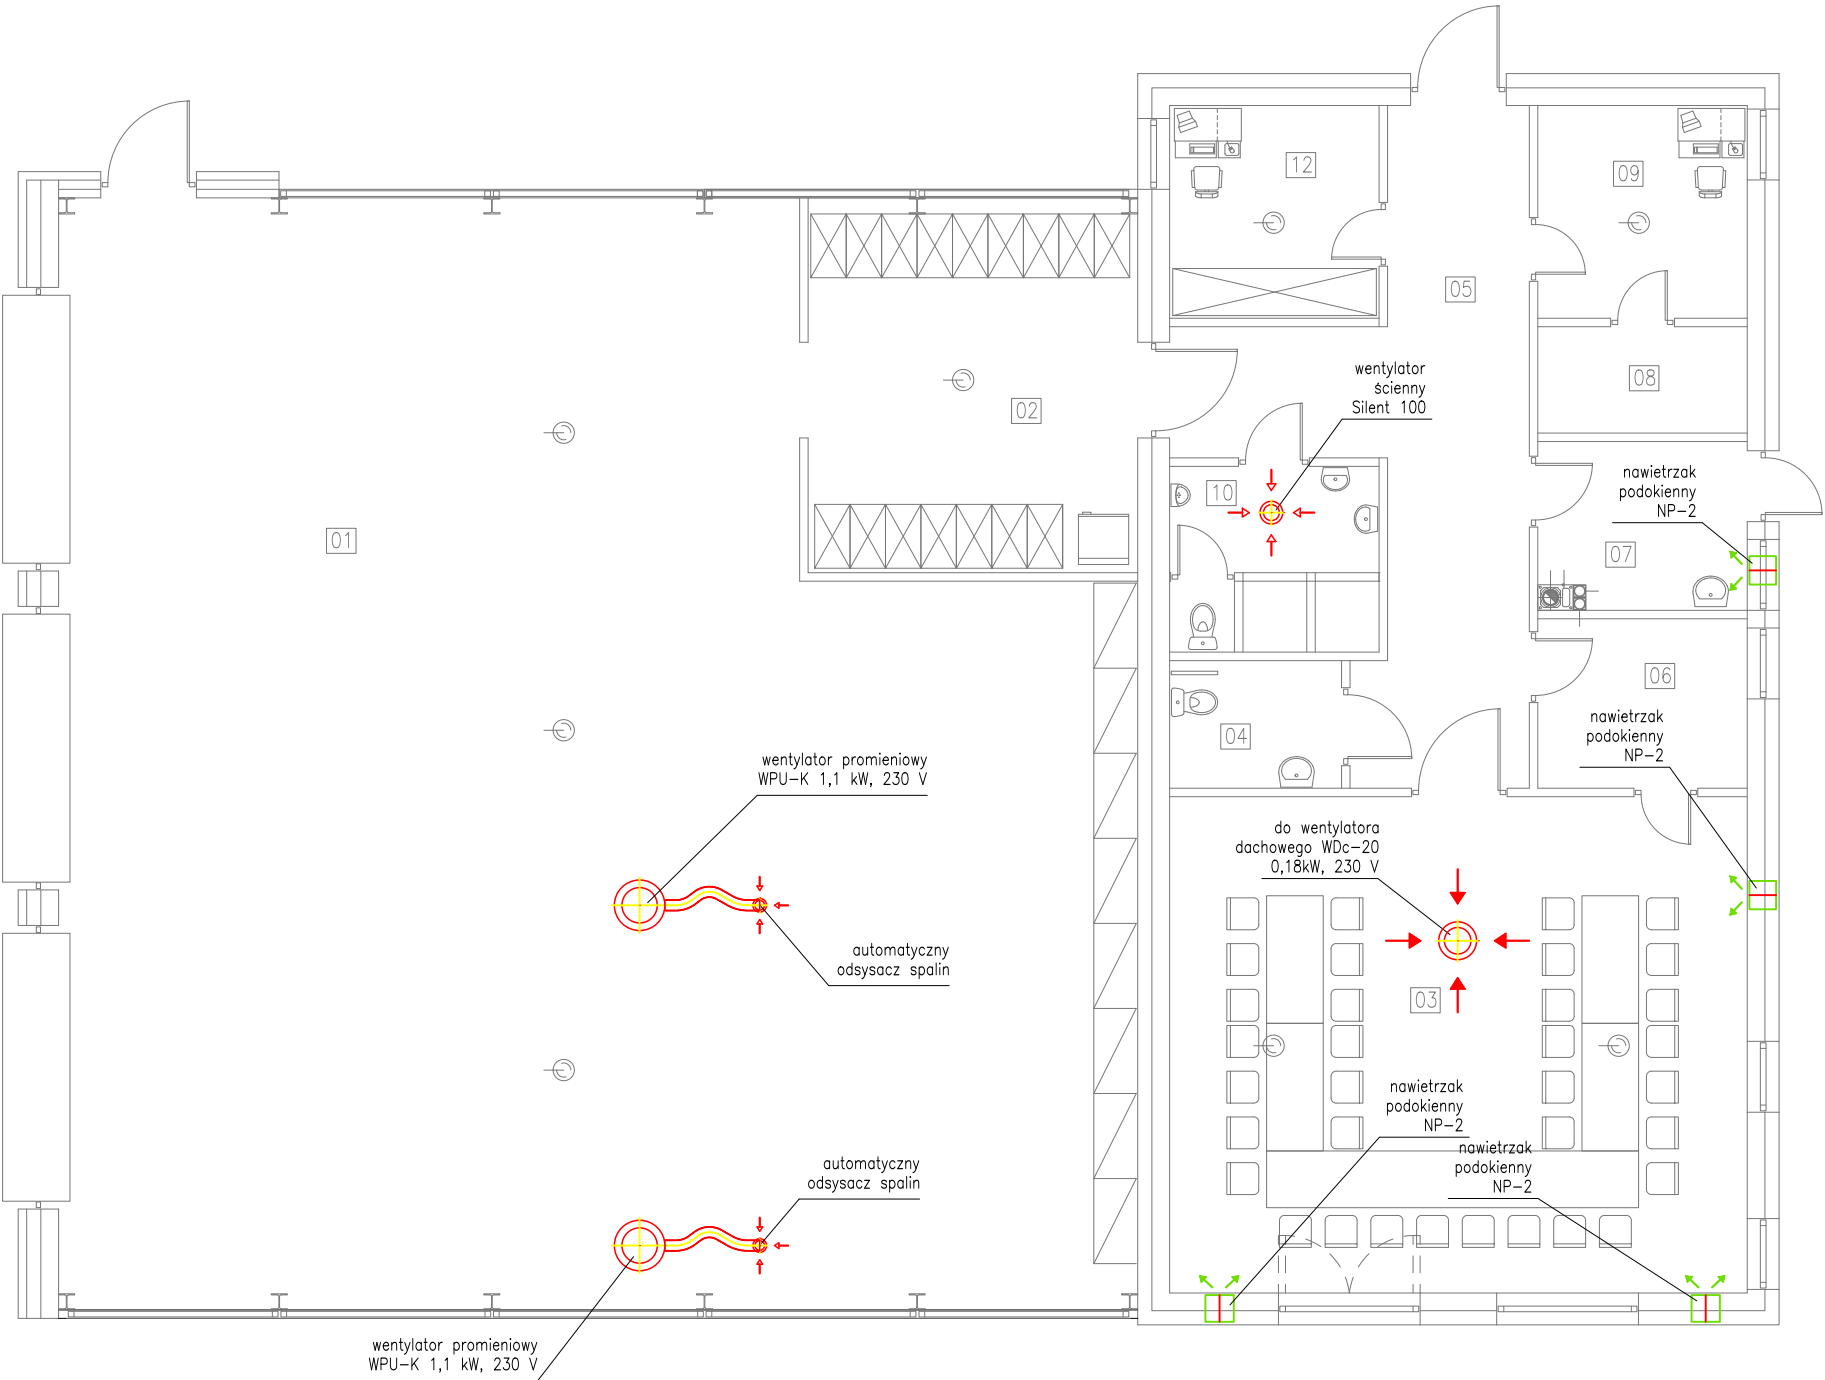 12
09
05
wentylator
ścienny
Silent 100
08
02
nawietrzak
podokienny
NP-2
10
01
07
06
nawietrzak
podokienny
NP-2
04
wentylator promieniowy
WPU-K 1,1 kW, 230 V
do wentylatora
dachowego WDc-20
0,18kW, 230 V
automatyczny
odsysacz spalin
03
nawietrzak
podokienny
NP-2
nawietrzak
podokienny
NP-2
automatyczny
odsysacz spalin
wentylator promieniowy
WPU-K 1,1 kW, 230 V